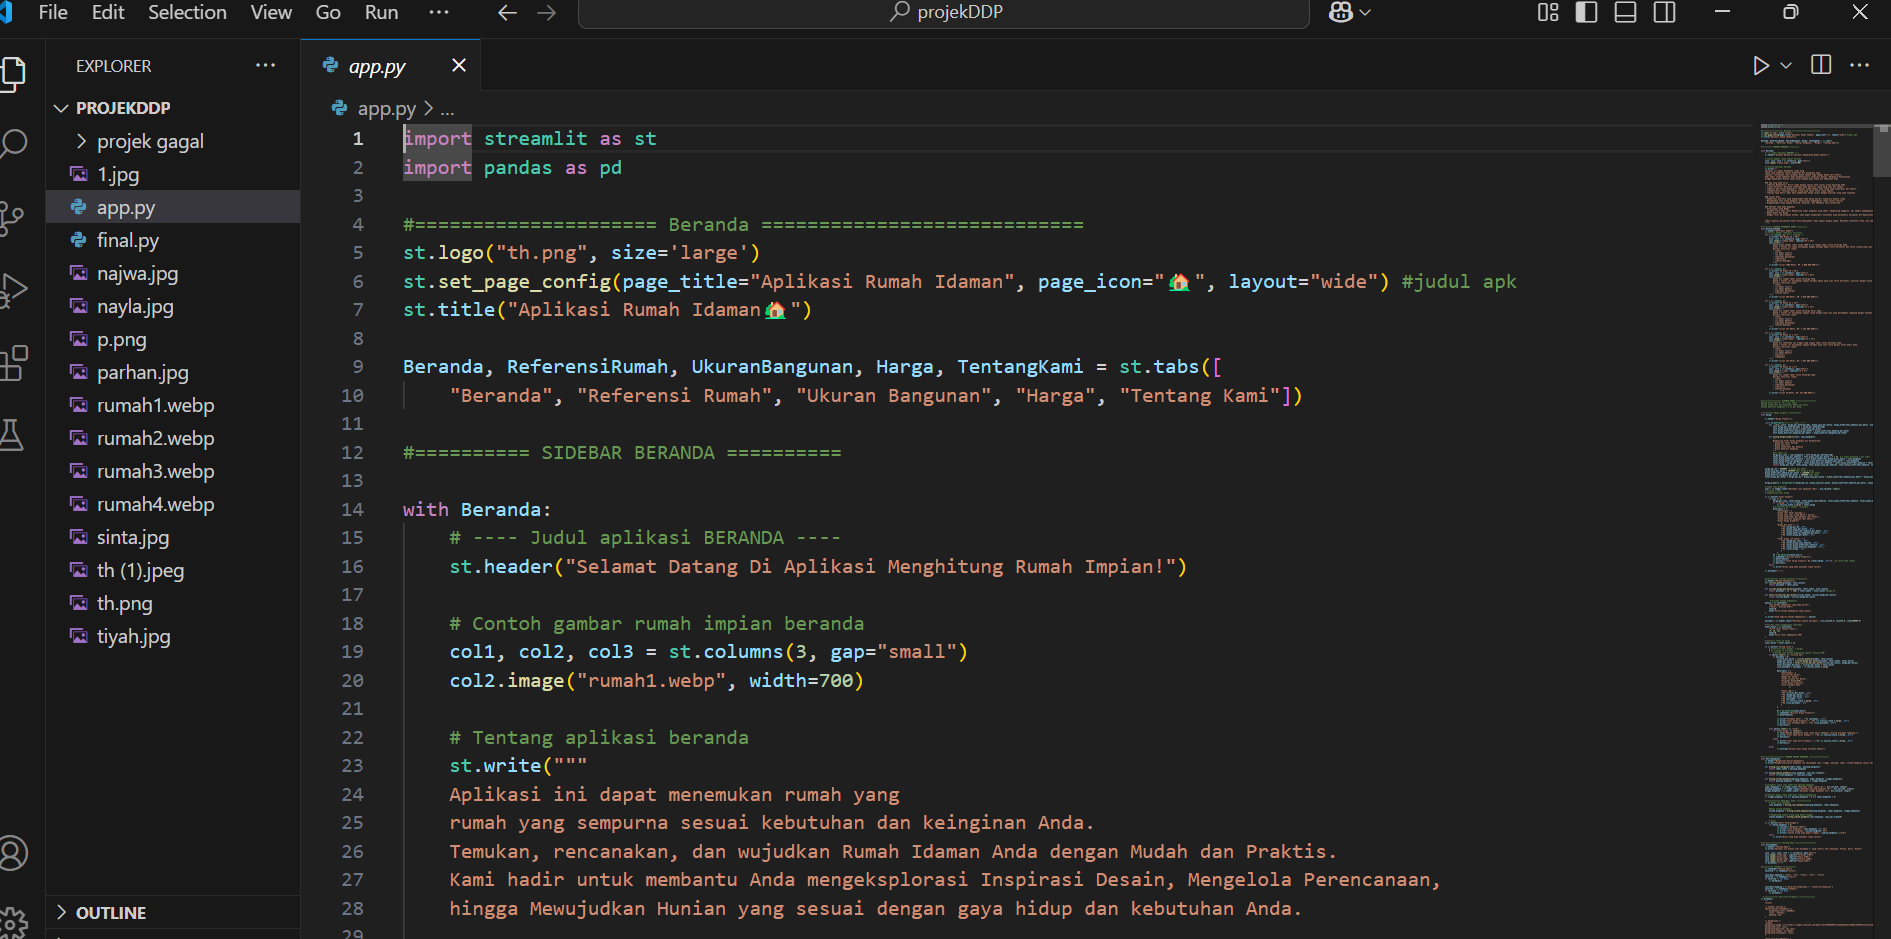 File Edit Selection View Go Run ··· projekDDP
EXPLORER ···
PROJEKDDP
projek gagal
1.jpg
app.py
final.py
najwa.jpg
nayla.jpg
p.png
parhan.jpg
rumah1.webp
rumah2.webp
rumah3.webp
rumah4.webp
sinta.jpg
th (1).jpeg
th.png
tiyah.jpg
OUTLINE
app.py
app.py > ...
1 import streamlit as st
2 import pandas as pd
3
4 #===================== Beranda ============================
5 st.logo("th.png", size='large')
6 st.set_page_config(page_title="Aplikasi Rumah Idaman", page_icon="🏠", layout="wide") #judul apk
7 st.title("Aplikasi Rumah Idaman🏠")
8
9 Beranda, ReferensiRumah, UkuranBangunan, Harga, TentangKami = st.tabs([
10 "Beranda", "Referensi Rumah", "Ukuran Bangunan", "Harga", "Tentang Kami"])
11
12 #========== SIDEBAR BERANDA ==========
13
14 with Beranda:
15 # ---- Judul aplikasi BERANDA ----
16 st.header("Selamat Datang Di Aplikasi Menghitung Rumah Impian!")
17
18 # Contoh gambar rumah impian beranda
19 col1, col2, col3 = st.columns(3, gap="small")
20 col2.image("rumah1.webp", width=700)
21
22 # Tentang aplikasi beranda
23 st.write("""
24 Aplikasi ini dapat menemukan rumah yang
25 rumah yang sempurna sesuai kebutuhan dan keinginan Anda.
26 Temukan, rencanakan, dan wujudkan Rumah Idaman Anda dengan Mudah dan Praktis.
27 Kami hadir untuk membantu Anda mengeksplorasi Inspirasi Desain, Mengelola Perencanaan,
28 hingga Mewujudkan Hunian yang sesuai dengan gaya hidup dan kebutuhan Anda.
29